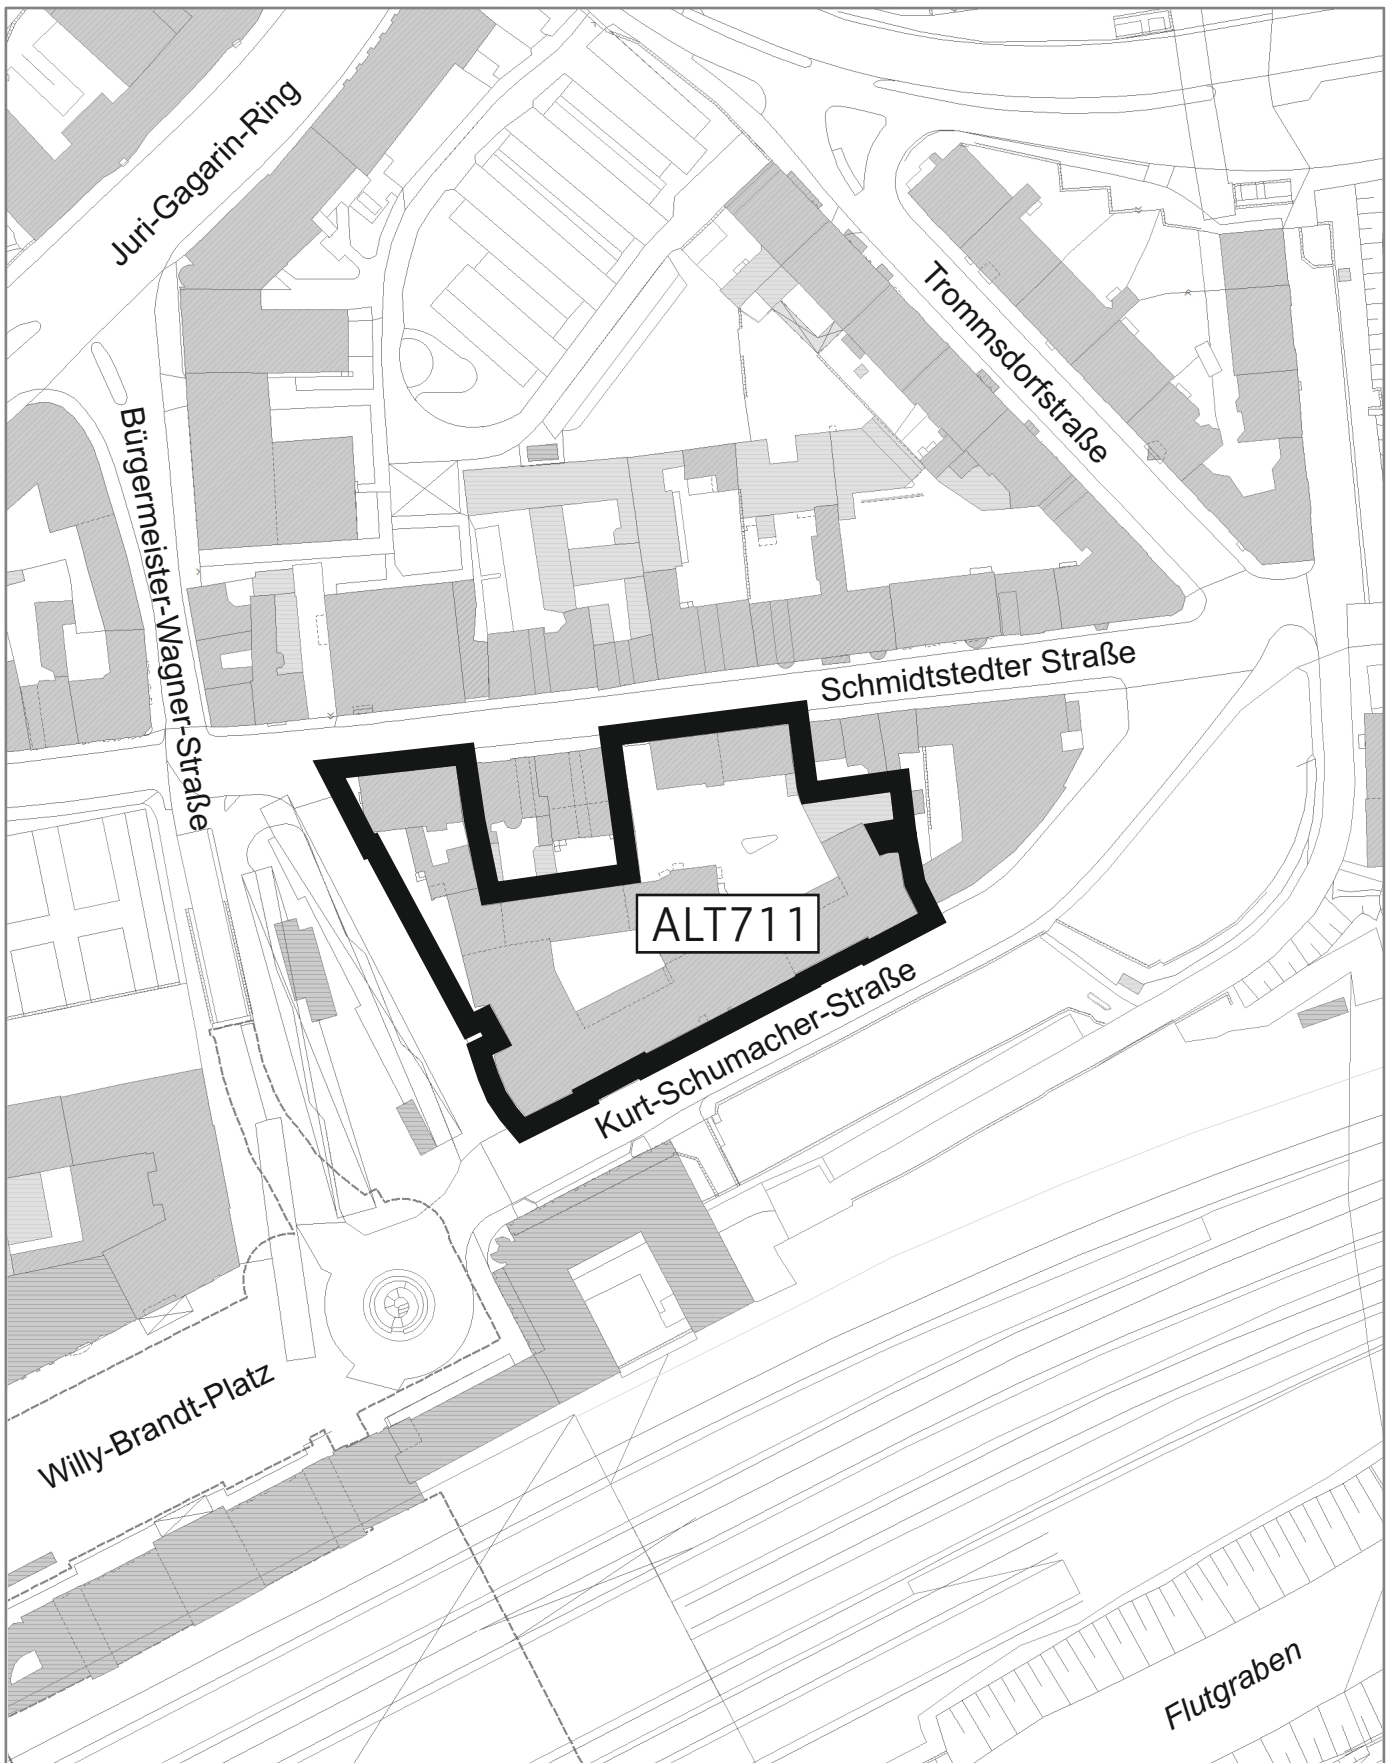 Juri-Gagarin-Ring
Trommsdorfstraße
Bürgermeister-Wagner-Straße
Schmidtstedter Straße
ALT711
Kurt-Schumacher-Straße
Willy-Brandt-Platz
Flutgraben